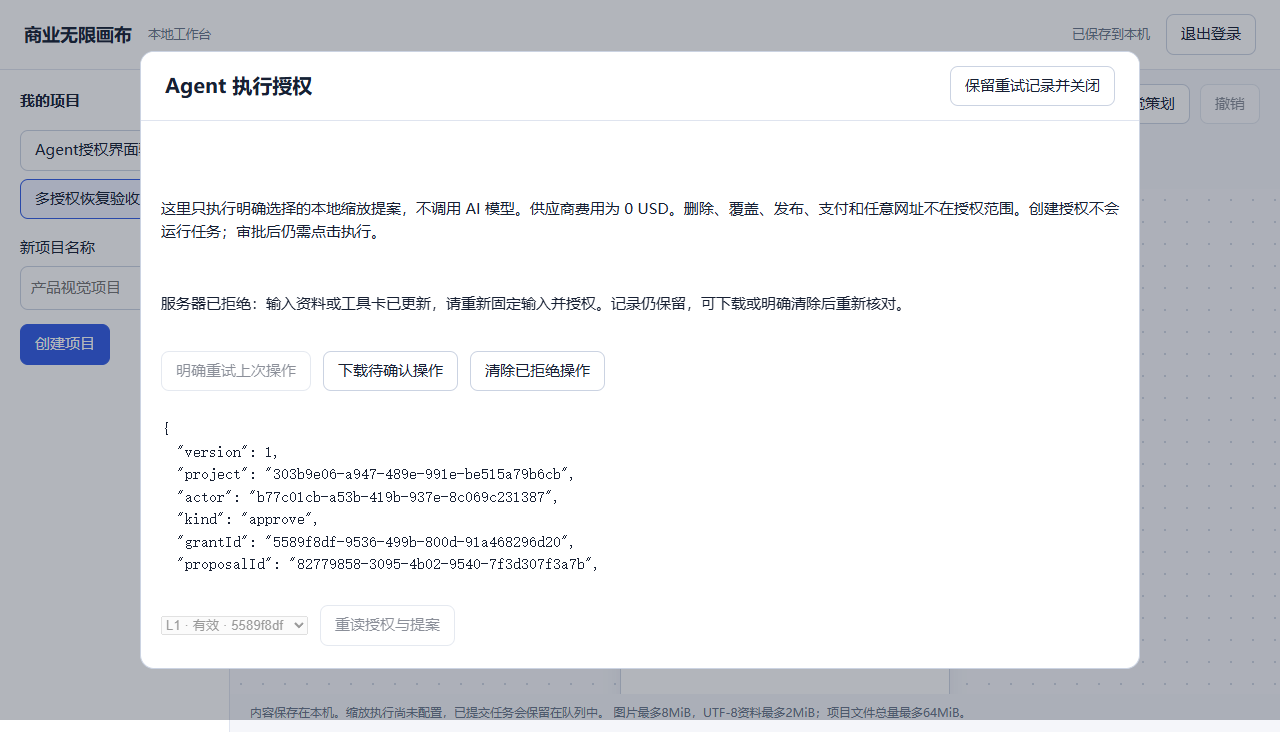 商业无限画布
本地工作台
已保存到本机
退出登录
Agent 执行授权
保留重试记录并关闭
策划
撤销
我的项目
Agent授权界面
多授权恢复验收
新项目名称
产品视觉项目
创建项目
这里只执行明确选择的本地缩放提案，不调用 AI 模型。供应商费用为 0 USD。删除、覆盖、发布、支付和任意网址不在授权范围。创建授权不会
运行任务；审批后仍需点击执行。
服务器已拒绝：输入资料或工具卡已更新，请重新固定输入并授权。记录仍保留，可下载或明确清除后重新核对。
明确重试上次操作
下载待确认操作
清除已拒绝操作
{
"version": 1,
"project": "303b9e06-a947-489e-991e-be515a79b6cb",
"actor": "b77c01cb-a53b-419b-937e-8c069c231387",
"kind": "approve",
"grantId": "5589f8df-9536-499b-800d-91a468296d20",
"proposalId": "82779858-3095-4b02-9540-7f3d307f3a7b",
L1 · 有效 · 5589f8df
重读授权与提案
内容保存在本机。缩放执行尚未配置，已提交任务会保留在队列中。 图片最多8MiB，UTF-8资料最多2MiB；项目文件总量最多64MiB。